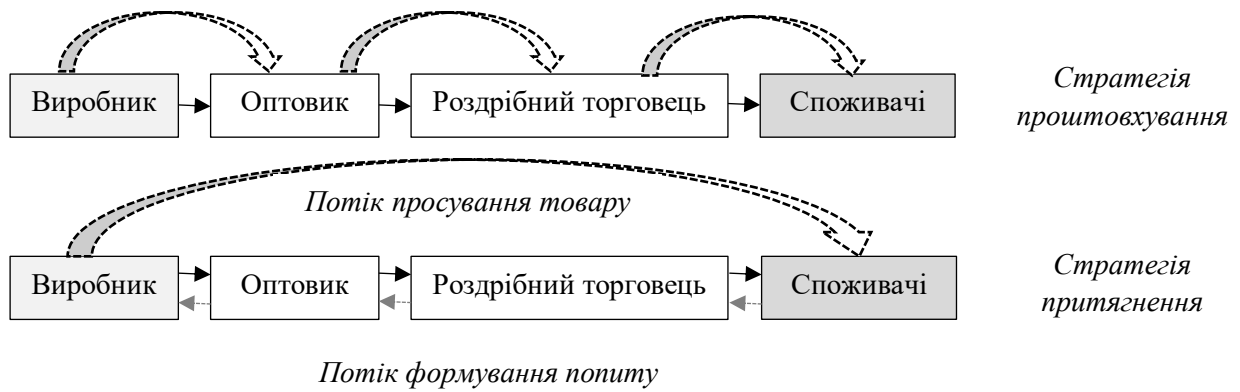 Виробник
Оптовик
Роздрібний торговець
Споживачі
Стратегія
проштовхування
Потік просування товару
Виробник
Оптовик
Роздрібний торговець
Споживачі
Стратегія
притягнення
Потік формування попиту